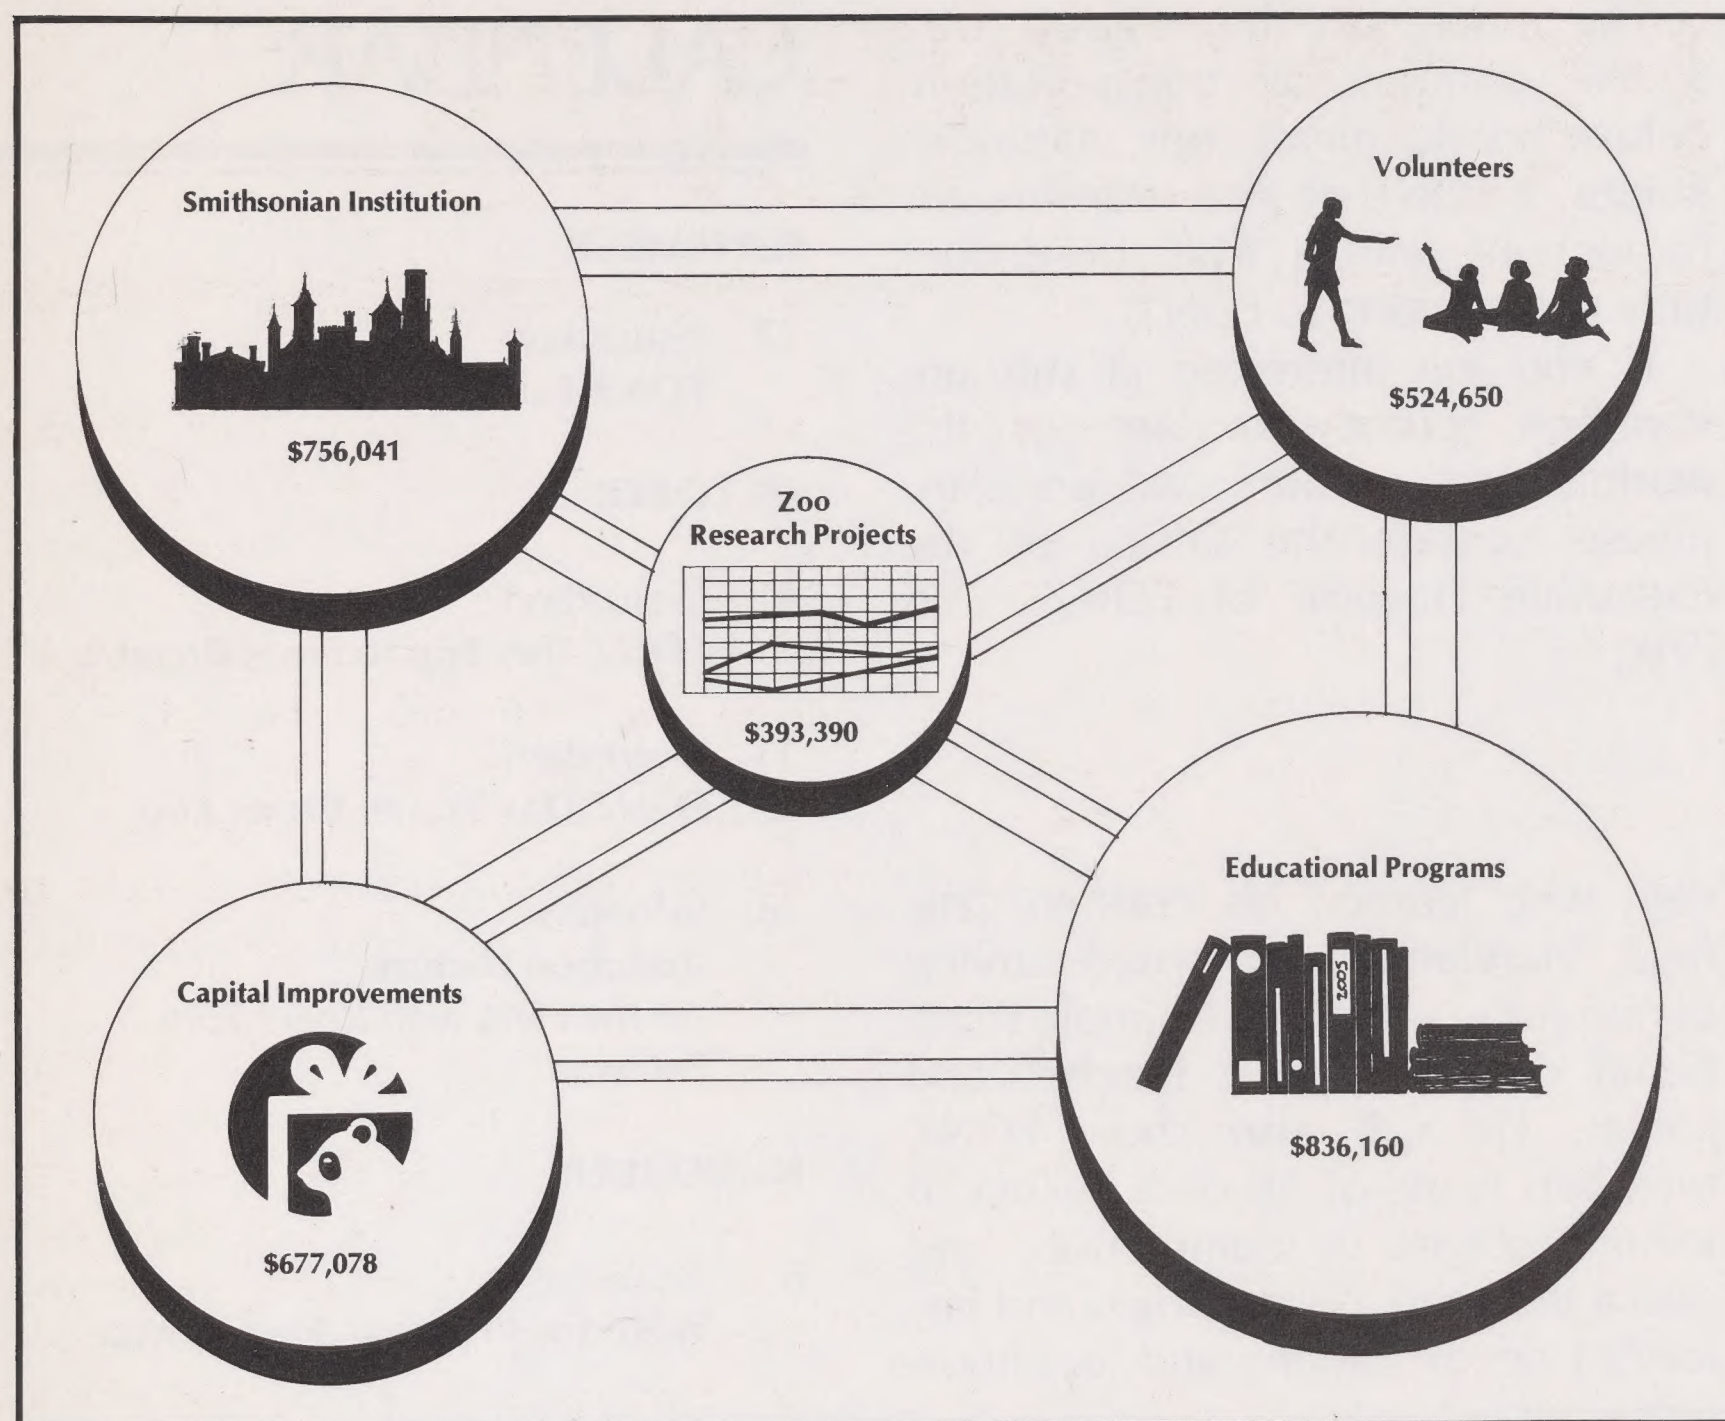 Smithsonian Institution
$756,041
Volunteers
$524,650
Zoo
Research Projects
$393,390
Capital Improvements
$677,078
Educational Programs
ZOOS
$836,160